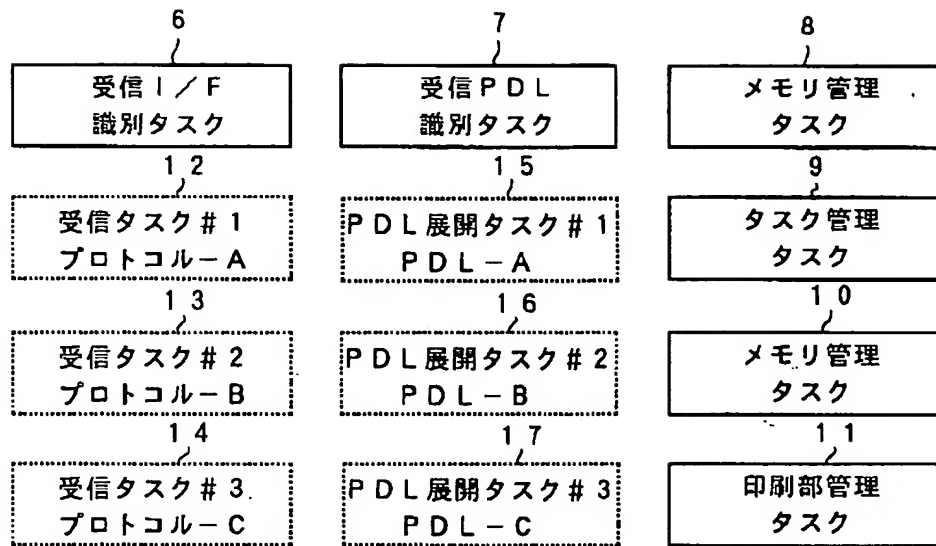 6
受信I/F
識別タスク
7
受信PDL
識別タスク
8
メモリ管理
タスク
12
受信タスク#1
プロトコル-A
15
PDL展開タスク#1
PDL-A
9
タスク管理
タスク
13
受信タスク#2
プロトコル-B
16
PDL展開タスク#2
PDL-B
10
メモリ管理
タスク
14
受信タスク#3
プロトコル-C
17
PDL展開タスク#3
PDL-C
11
印刷部管理
タスク